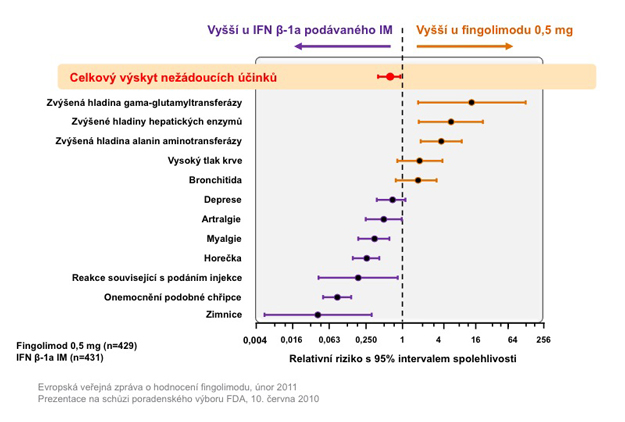 Vyšší u IFN β-1a podávaného IM
Vyšší u fingolimodu 0,5 mg
Celkový výskyt nežádoucích účinků
Zvýšená hladina gama-glutamyltransferázy
Zvýšené hladiny hepatických enzymů
Zvýšená hladina alanin aminotransferázy
Vysoký tlak krve
Bronchitida
Deprese
Artralgie
Myalgie
Horečka
Reakce související s podáním injekce
Onemocnění podobné chřipce
Zimnice
0,004 0,016 0,063 0,250 1 4 16 64 256
Relativní riziko s 95% intervalem spolehlivosti
Fingolimod 0,5 mg (n=429)
IFN β-1a IM (n=431)
Evropská veřejná zpráva o hodnocení fingolimodu, únor 2011
Prezentace na schůzi poradenského výboru FDA, 10. června 2010